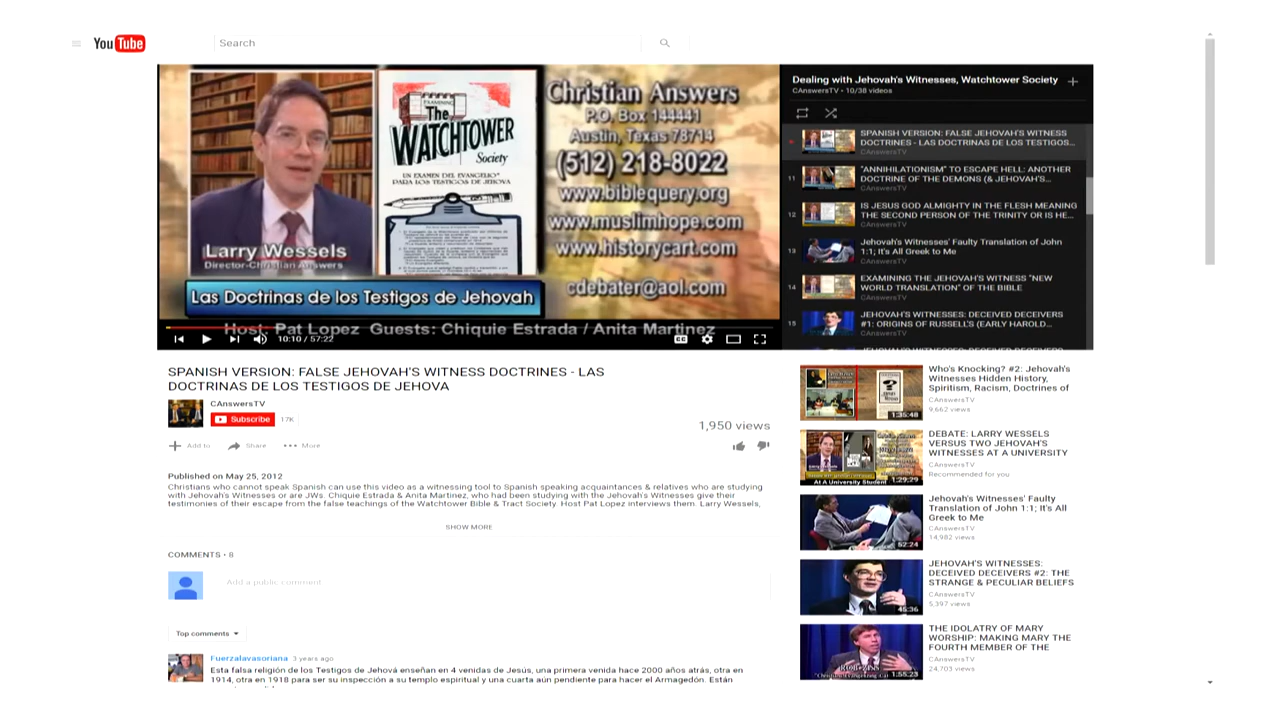 YouTube
Search
Christian Answers
P.O. Box 144441
Austin, Texas 78714
(512) 218-8022
www.biblequery.org
www.muslimhope.com
www.historycart.com
cdebater@aol.com
EXAMINING
The
WATCHTOWER
Society
UN EXAMEN DEL EVANGELIO
PARA LOS TESTIGOS DE JEHOVA
Larry Wessels
Director-Christian Answers
Las Doctrinas de los Testigos de Jehovah
Host: Pat Lopez Guests: Chiquie Estrada / Anita Martinez
10:10 / 57:22
CC
Dealing with Jehovah's Witnesses, Watchtower Society
CAnswersTV • 10/38 videos
SPANISH VERSION: FALSE JEHOVAH'S WITNESS
DOCTRINES - LAS DOCTRINAS DE LOS TESTIGOS...
CAnswersTV
11
"ANNIHILATIONISM" TO ESCAPE HELL: ANOTHER
DOCTRINE OF THE DEMONS (& JEHOVAH'S...
CAnswersTV
12
IS JESUS GOD ALMIGHTY IN THE FLESH MEANING
THE SECOND PERSON OF THE TRINITY OR IS HE...
CAnswersTV
13
Jehovah's Witnesses' Faulty Translation of John
1:1; It's All Greek to Me
CAnswersTV
14
EXAMINING THE JEHOVAH'S WITNESS "NEW
WORLD TRANSLATION" OF THE BIBLE
CAnswersTV
15
JEHOVAH'S WITNESSES: DECEIVED DECEIVERS
#1: ORIGINS OF RUSSELL'S (EARLY HAROLD...
CAnswersTV
SPANISH VERSION: FALSE JEHOVAH'S WITNESS DOCTRINES - LAS
DOCTRINAS DE LOS TESTIGOS DE JEHOVA
CAnswersTV
Subscribe 17K
1,950 views
Add to Share More
Published on May 25, 2012
Christians who cannot speak Spanish can use this video as a witnessing tool to Spanish speaking acquaintances & relatives who are studying
with Jehovah's Witnesses or are JWs. Chiquie Estrada & Anita Martinez, who had been studying with the Jehovah's Witnesses give their
testimonies of their escape from the false teachings of the Watchtower Bible & Tract Society. Host Pat Lopez interviews them. Larry Wessels,
SHOW MORE
COMMENTS • 8
Add a public comment
Top comments
Fuerzalavasoriana 3 years ago
Esta falsa religión de los Testigos de Jehová enseñan en 4 venidas de Jesús, una primera venida hace 2000 años atrás, otra en
1914, otra en 1918 para ser su inspección a su templo espiritual y una cuarta aún pendiente para hacer el Armagedón. Están
Who's Knocking? #2: Jehovah's
Witnesses Hidden History,
Spiritism, Racism, Doctrines of
CAnswersTV
9,662 views
1:35:48
DEBATE: LARRY WESSELS
VERSUS TWO JEHOVAH'S
WITNESSES AT A UNIVERSITY
CAnswersTV
Recommended for you
At A University Student
1:29:29
Jehovah's Witnesses' Faulty
Translation of John 1:1; It's All
Greek to Me
CAnswersTV
14,982 views
52:24
JEHOVAH'S WITNESSES:
DECEIVED DECEIVERS #2: THE
STRANGE & PECULIAR BELIEFS
CAnswersTV
5,397 views
45:36
THE IDOLATRY OF MARY
WORSHIP: MAKING MARY THE
FOURTH MEMBER OF THE
CAnswersTV
24,703 views
1:55:23